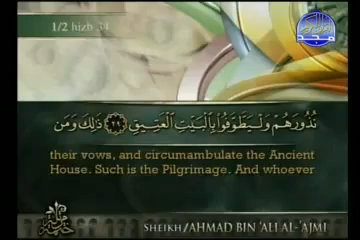 1/2 hizb 34
نُذُورَهُمْ وَلْيَطَّوَّفُوا بِالْبَيْتِ الْعَتِيقِ ﴿٢٩﴾ ذَلِكَ وَمَن
their vows, and circumambulate the Ancient
House. Such is the Pilgrimage. And whoever
SHEIKH/AHMAD BIN 'ALI AL-'AJMI